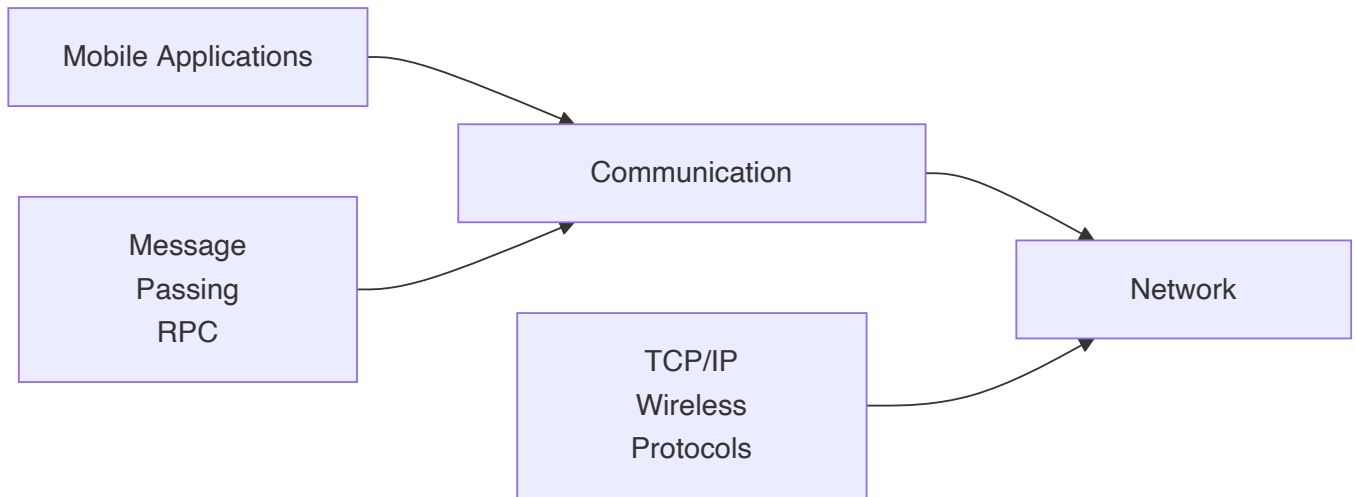 Mobile Applications
Communication
Message
Passing
RPC
Network
TCP/IP
Wireless
Protocols